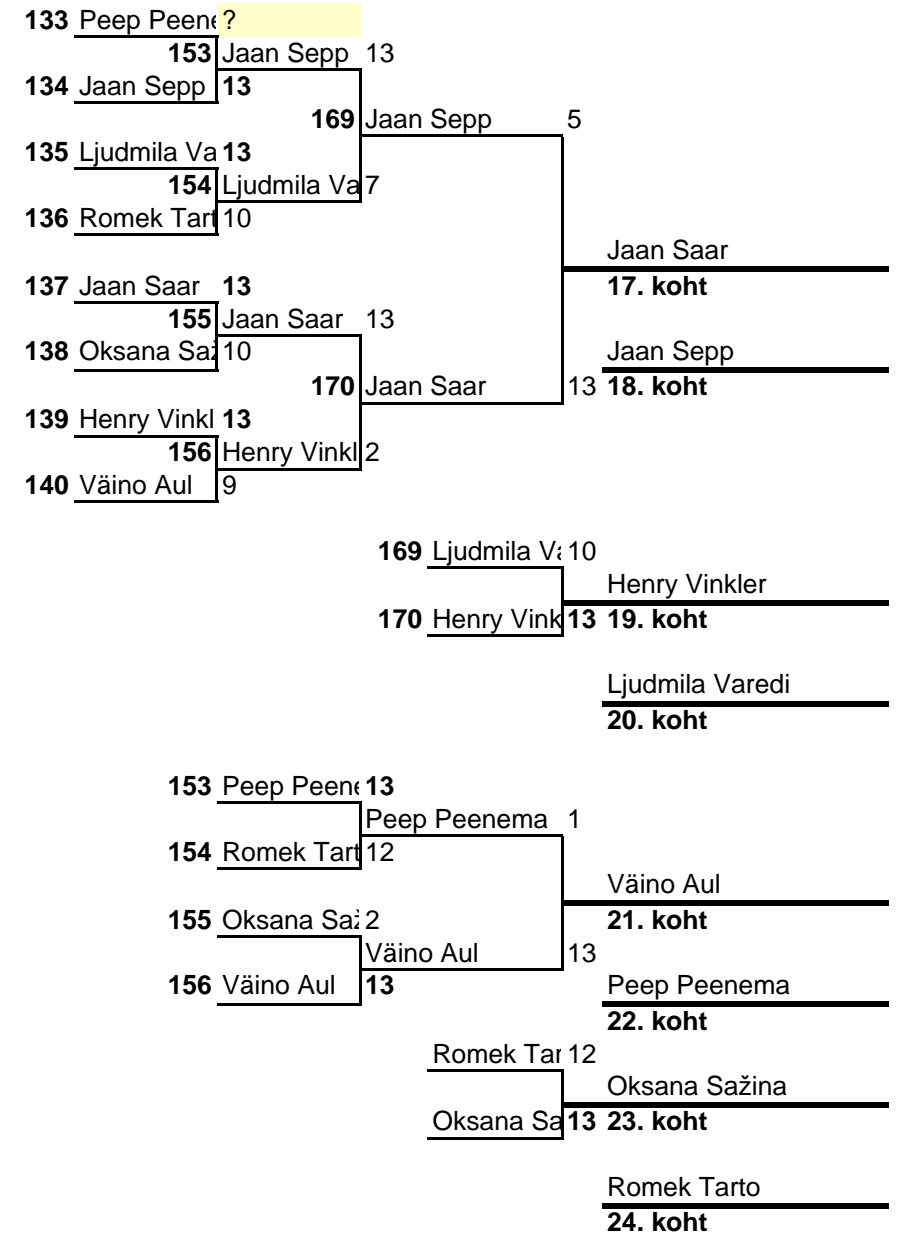 133 Peep Peene ?
153 Jaan Sepp 13
134 Jaan Sepp 13
169 Jaan Sepp 5
135 Ljudmila Va 13
154 Ljudmila Va 7
136 Romek Tart 10
Jaan Saar
137 Jaan Saar 13 17. koht
155 Jaan Saar 13
138 Oksana Saž 10 Jaan Sepp
170 Jaan Saar 13 18. koht
139 Henry Vinkl 13
156 Henry Vinkl 2
140 Väino Aul 9
169 Ljudmila Va 10
Henry Vinkler
170 Henry Vink 13 19. koht
Ljudmila Varedi
20. koht
153 Peep Peene 13
Peep Peenema 1
154 Romek Tart 12
Väino Aul
155 Oksana Saž 2 21. koht
Väino Aul 13
156 Väino Aul 13 Peep Peenema
22. koht
Romek Tar 12
Oksana Sažina
Oksana Sa 13 23. koht
Romek Tarto
24. koht